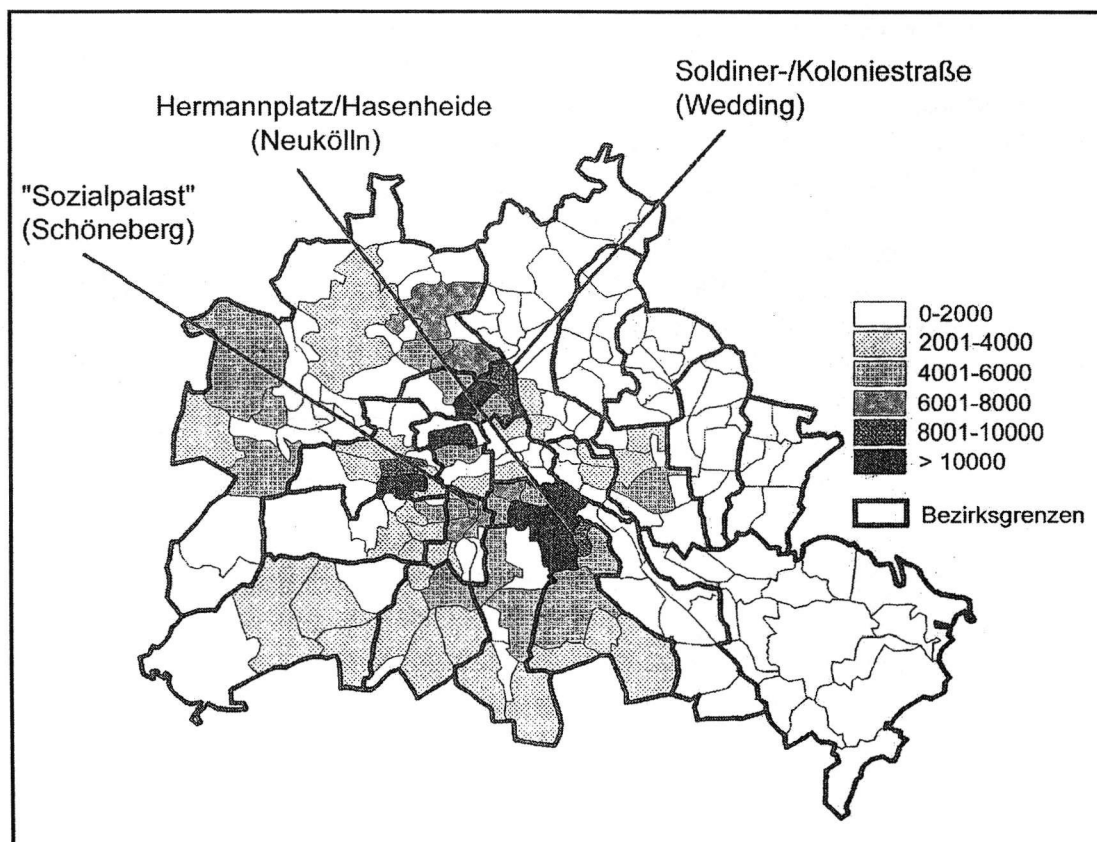 Soldiner-/Koloniestraße
(Wedding)
Hermannplatz/Hasenheide
(Neukölln)
"Sozialpalast"
(Schöneberg)
0-2000
2001-4000
4001-6000
6001-8000
8001-10000
> 10000
Bezirksgrenzen